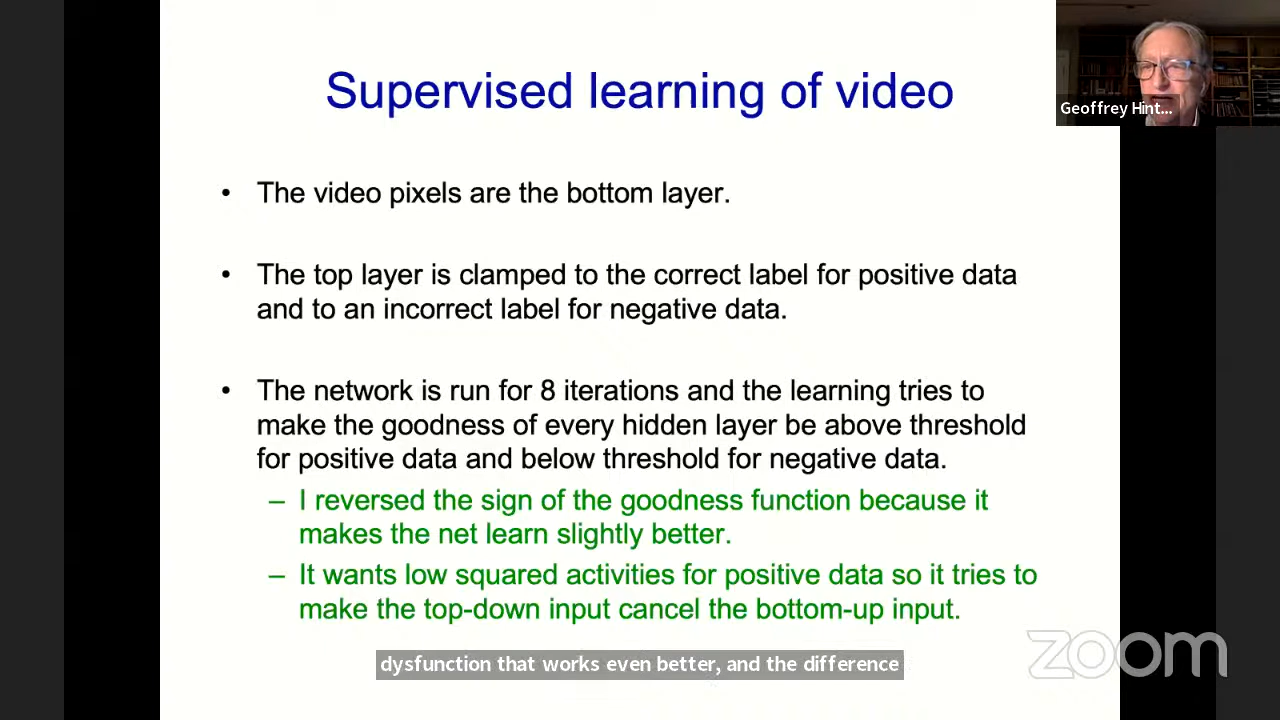 Supervised learning of video
Geoffrey Hint...
• The video pixels are the bottom layer.
• The top layer is clamped to the correct label for positive data
and to an incorrect label for negative data.
• The network is run for 8 iterations and the learning tries to
make the goodness of every hidden layer be above threshold
for positive data and below threshold for negative data.
– I reversed the sign of the goodness function because it
makes the net learn slightly better.
– It wants low squared activities for positive data so it tries to
make the top-down input cancel the bottom-up input.
zoom
dysfunction that works even better, and the difference